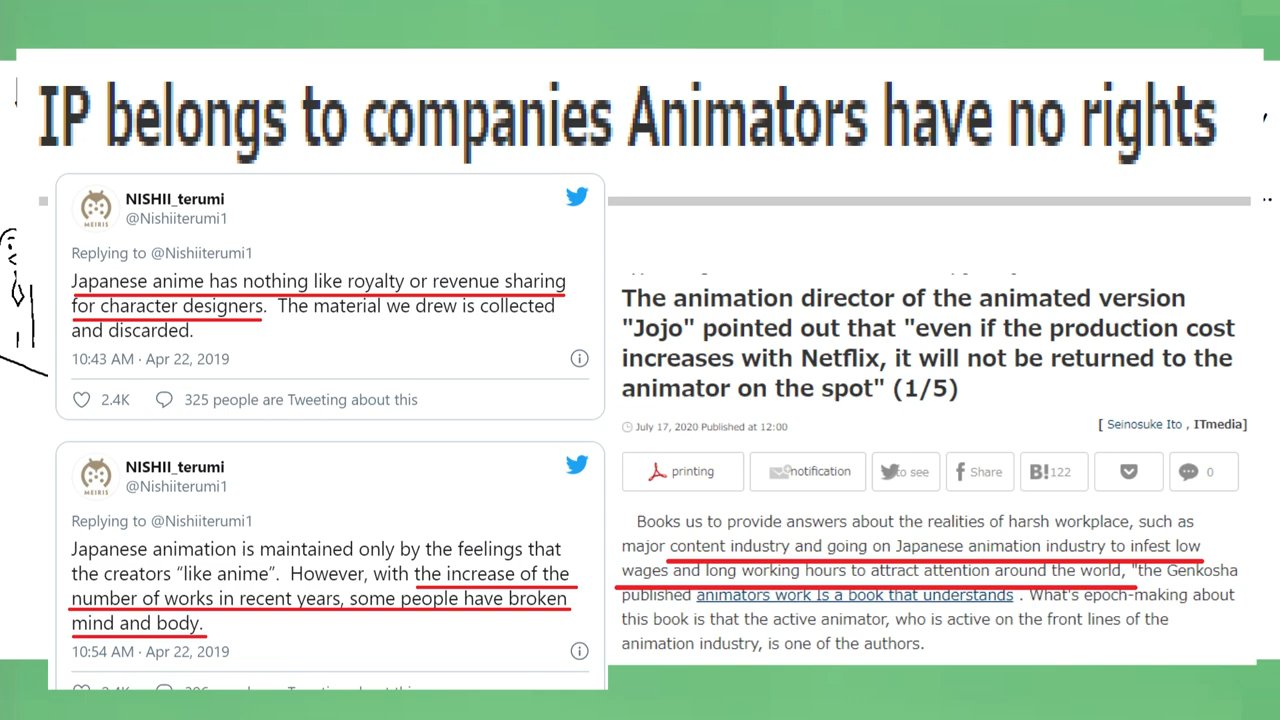 IP belongs to companies Animators have no rights
NISHII_terumi
@Nishiiterumi1
MEIRIS
Replying to @Nishiiterumi1
Japanese anime has nothing like royalty or revenue sharing
for character designers. The material we drew is collected
and discarded.
10:43 AM · Apr 22, 2019
2.4K 325 people are Tweeting about this
NISHII_terumi
@Nishiiterumi1
MEIRIS
Replying to @Nishiiterumi1
Japanese animation is maintained only by the feelings that
the creators “like anime”. However, with the increase of the
number of works in recent years, some people have broken
mind and body.
10:54 AM · Apr 22, 2019
The animation director of the animated version
"Jojo" pointed out that "even if the production cost
increases with Netflix, it will not be returned to the
animator on the spot" (1/5)
July 17, 2020 Published at 12:00
[ Seinosuke Ito , ITmedia]
printing notification to see Share B!122 0
Books us to provide answers about the realities of harsh workplace, such as
major content industry and going on Japanese animation industry to infest low
wages and long working hours to attract attention around the world, "the Genkosha
published animators work Is a book that understands . What's epoch-making about
this book is that the active animator, who is active on the front lines of the
animation industry, is one of the authors.